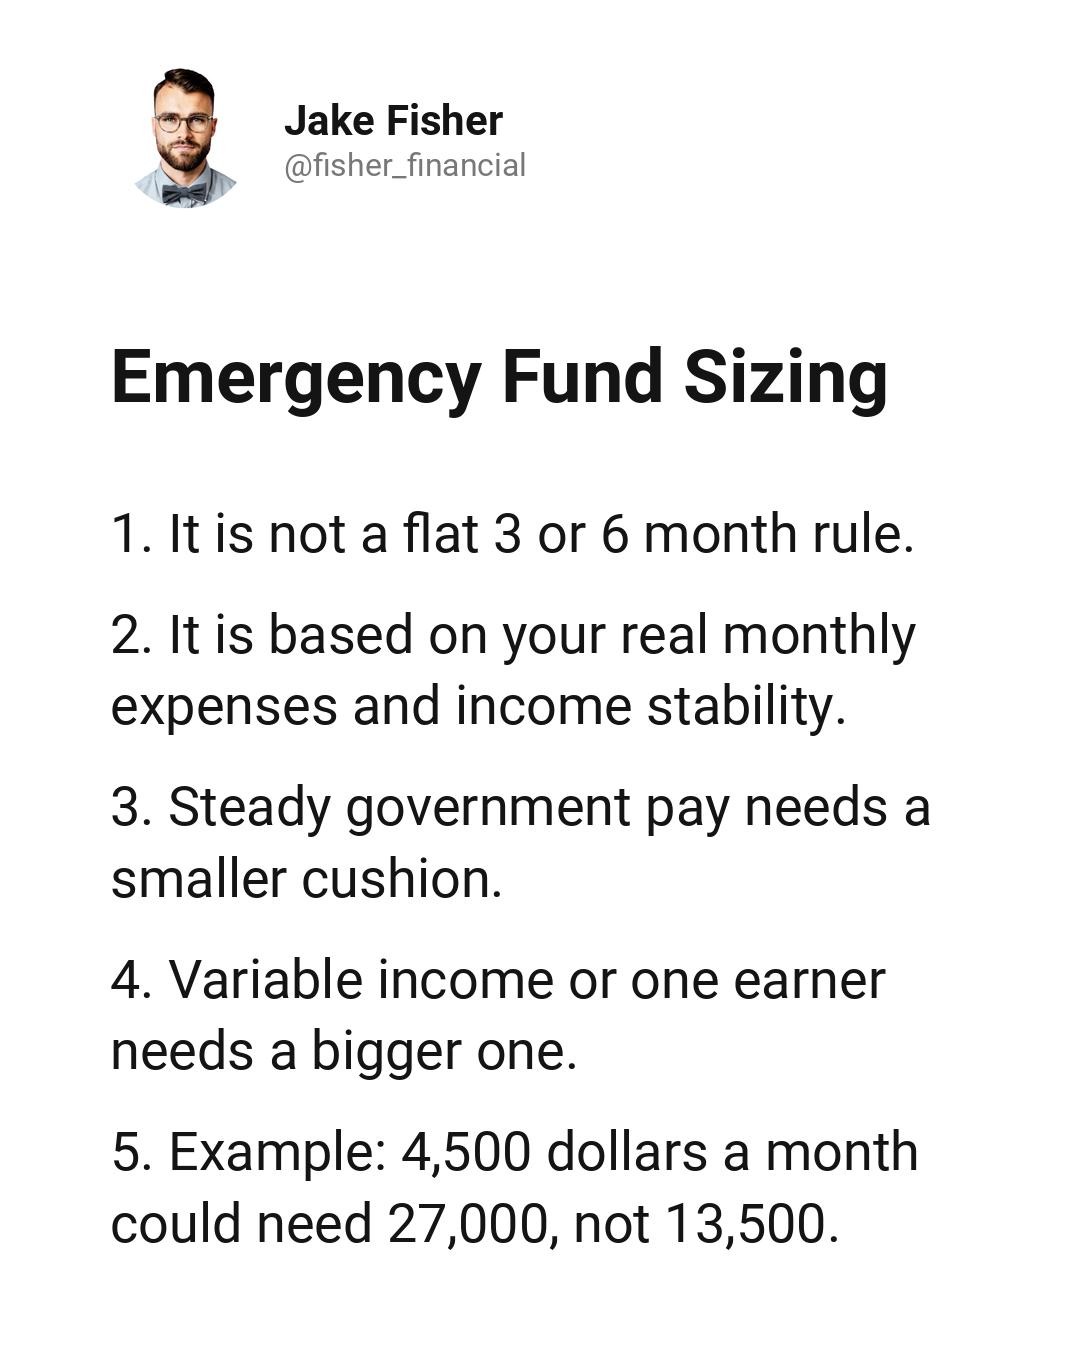 Jake Fisher
@fisher_financial
Emergency Fund Sizing
1. It is not a flat 3 or 6 month rule.
2. It is based on your real monthly
expenses and income stability.
3. Steady government pay needs a
smaller cushion.
4. Variable income or one earner
needs a bigger one.
5. Example: 4,500 dollars a month
could need 27,000, not 13,500.